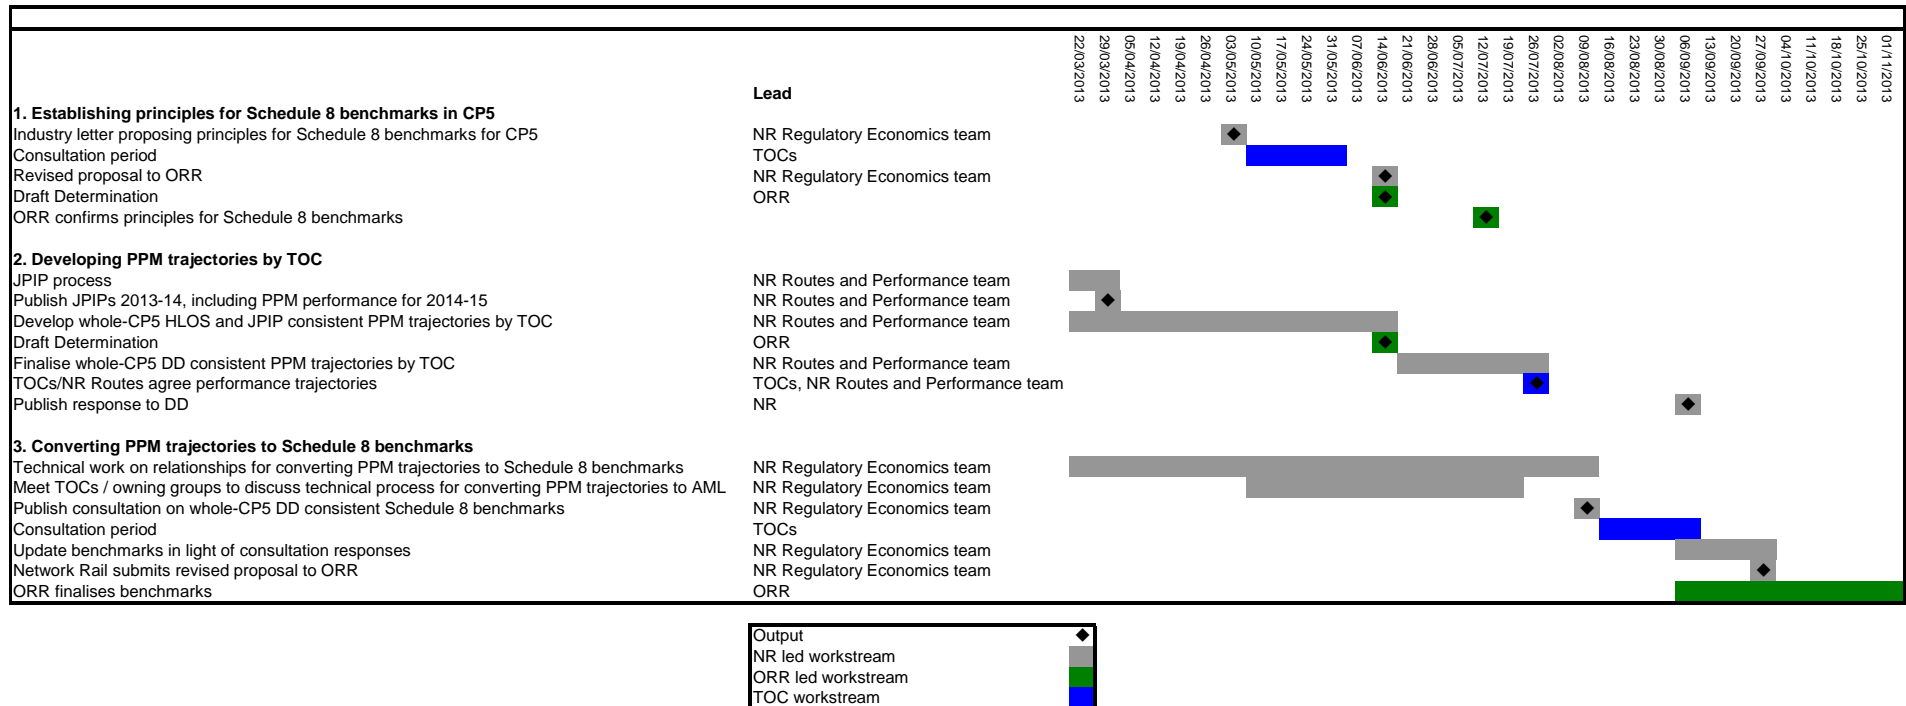 22/03/2013 29/03/2013 05/04/2013 12/04/2013 19/04/2013 26/04/2013 03/05/2013 10/05/2013 17/05/2013 24/05/2013 31/05/2013 07/06/2013 14/06/2013 21/06/2013 28/06/2013 05/07/2013 12/07/2013 19/07/2013 26/07/2013 02/08/2013 09/08/2013 16/08/2013 23/08/2013 30/08/2013 06/09/2013 13/09/2013 20/09/2013 27/09/2013 04/10/2013 11/10/2013 18/10/2013 25/10/2013 01/11/2013
Lead
1. Establishing principles for Schedule 8 benchmarks in CP5
Industry letter proposing principles for Schedule 8 benchmarks for CP5 NR Regulatory Economics team
Consultation period TOCs
Revised proposal to ORR NR Regulatory Economics team
Draft Determination ORR
ORR confirms principles for Schedule 8 benchmarks
2. Developing PPM trajectories by TOC
JPIP process NR Routes and Performance team
Publish JPIPs 2013-14, including PPM performance for 2014-15 NR Routes and Performance team
Develop whole-CP5 HLOS and JPIP consistent PPM trajectories by TOC NR Routes and Performance team
Draft Determination ORR
Finalise whole-CP5 DD consistent PPM trajectories by TOC NR Routes and Performance team
TOCs/NR Routes agree performance trajectories TOCs, NR Routes and Performance team
Publish response to DD NR
3. Converting PPM trajectories to Schedule 8 benchmarks
Technical work on relationships for converting PPM trajectories to Schedule 8 benchmarks NR Regulatory Economics team
Meet TOCs / owning groups to discuss technical process for converting PPM trajectories to AML NR Regulatory Economics team
Publish consultation on whole-CP5 DD consistent Schedule 8 benchmarks NR Regulatory Economics team
Consultation period TOCs
Update benchmarks in light of consultation responses NR Regulatory Economics team
Network Rail submits revised proposal to ORR NR Regulatory Economics team
ORR finalises benchmarks ORR
Output
NR led workstream
ORR led workstream
TOC workstream